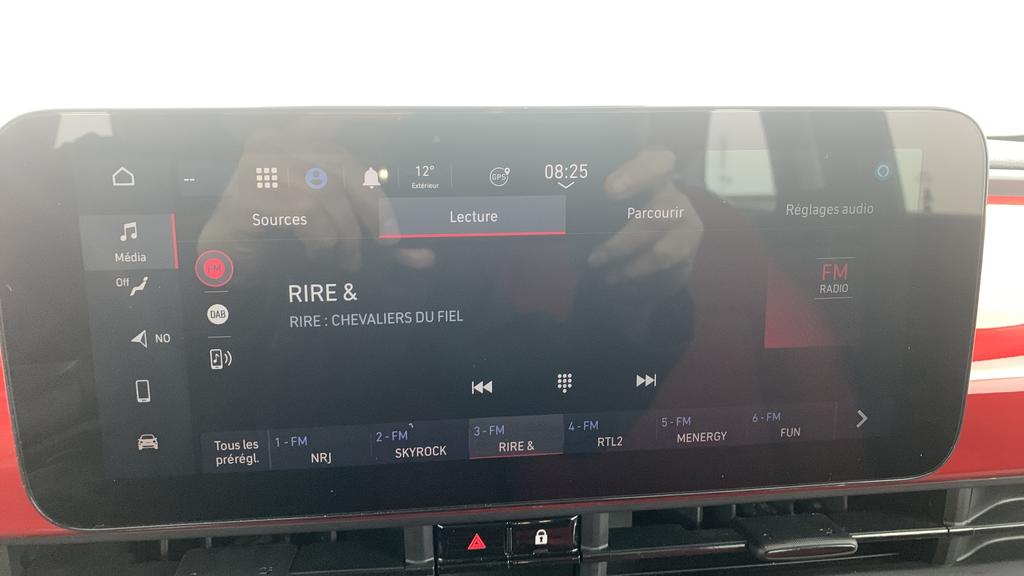 --
12°
Extérieur
GPS
08:25
Sources
Lecture
Parcourir
Réglages audio
Média
Off
NO
FM
DAB
RIRE &
RIRE : CHEVALIERS DU FIEL
FM
RADIO
Tous les
prérégl.
1 - FM
NRJ
2 - FM
SKYROCK
3 - FM
RIRE &
4 - FM
RTL2
5 - FM
MENERGY
6 - FM
FUN